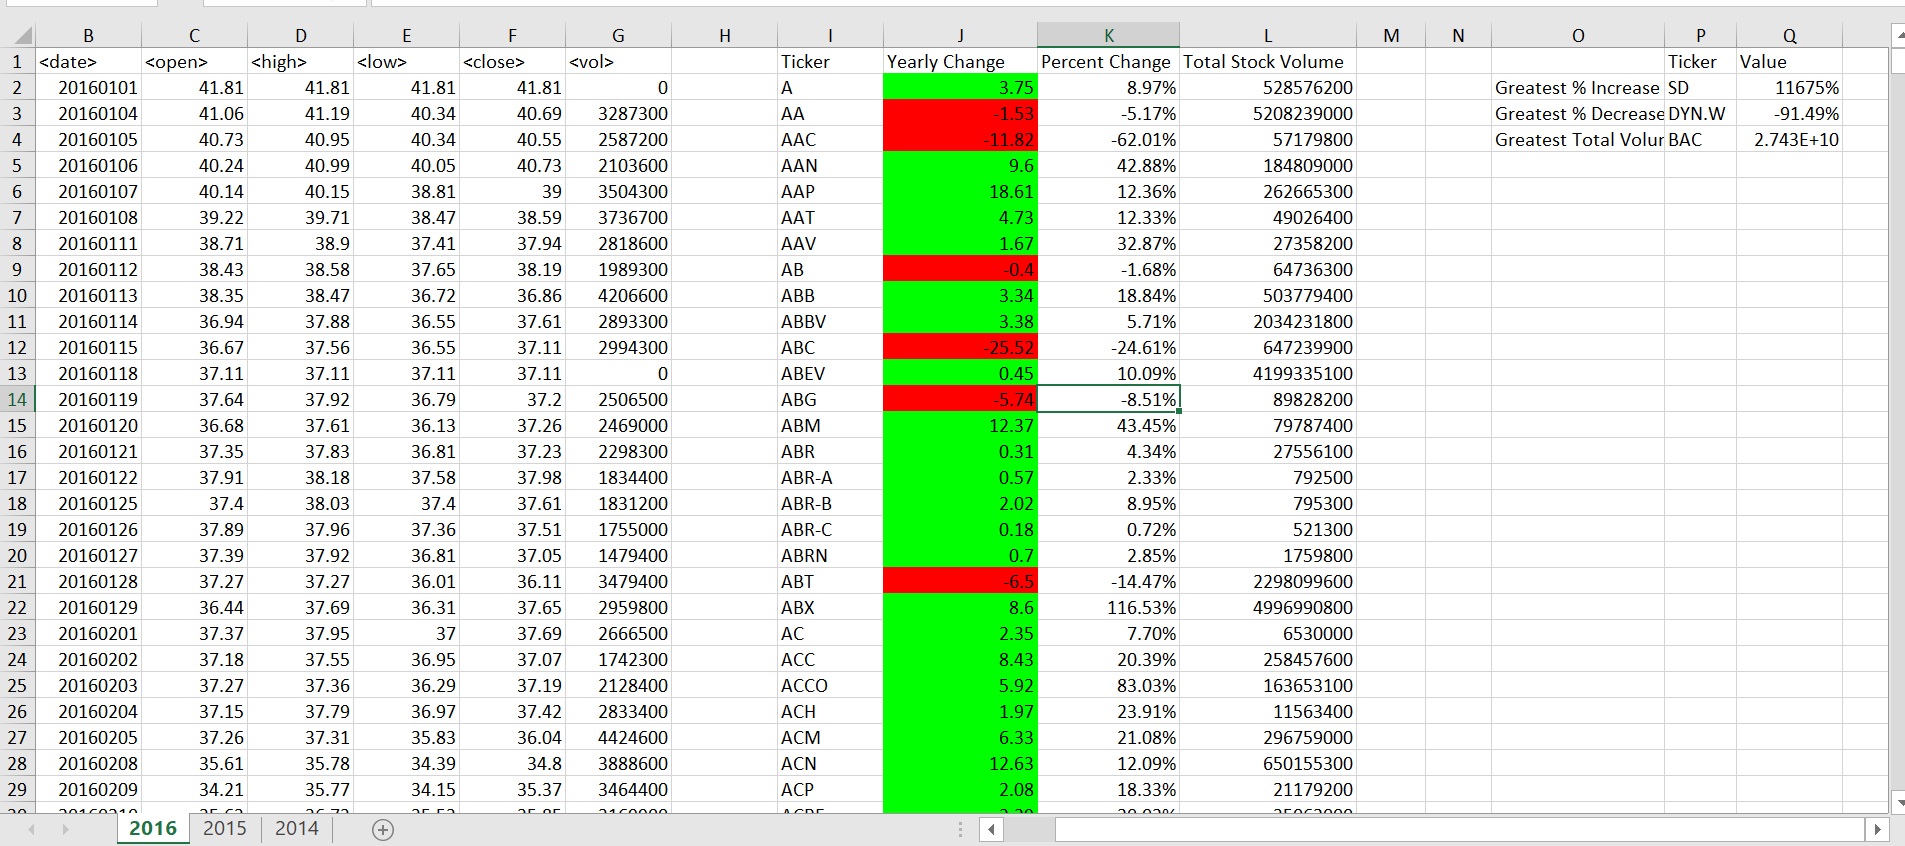 B C D E F G H I J K L M N O P Q
1 <date> <open> <high> <low> <close> <vol> Ticker Yearly Change Percent Change Total Stock Volume Ticker Value
2 20160101 41.81 41.81 41.81 41.81 0 A 3.75 8.97% 528576200 Greatest % Increase SD 11675%
3 20160104 41.06 41.19 40.34 40.69 3287300 AA -1.53 -5.17% 5208239000 Greatest % Decrease DYN.W -91.49%
4 20160105 40.73 40.95 40.34 40.55 2587200 AAC -11.82 -62.01% 57179800 Greatest Total Volur BAC 2.743E+10
5 20160106 40.24 40.99 40.05 40.73 2103600 AAN 9.6 42.88% 184809000
6 20160107 40.14 40.15 38.81 39 3504300 AAP 18.61 12.36% 262665300
7 20160108 39.22 39.71 38.47 38.59 3736700 AAT 4.73 12.33% 49026400
8 20160111 38.71 38.9 37.41 37.94 2818600 AAV 1.67 32.87% 27358200
9 20160112 38.43 38.58 37.65 38.19 1989300 AB -0.4 -1.68% 64736300
10 20160113 38.35 38.47 36.72 36.86 4206600 ABB 3.34 18.84% 503779400
11 20160114 36.94 37.88 36.55 37.61 2893300 ABBV 3.38 5.71% 2034231800
12 20160115 36.67 37.56 36.55 37.11 2994300 ABC -25.52 -24.61% 647239900
13 20160118 37.11 37.11 37.11 37.11 0 ABEV 0.45 10.09% 4199335100
14 20160119 37.64 37.92 36.79 37.2 2506500 ABG -5.74 -8.51% 89828200
15 20160120 36.68 37.61 36.13 37.26 2469000 ABM 12.37 43.45% 79787400
16 20160121 37.35 37.83 36.81 37.23 2298300 ABR 0.31 4.34% 27556100
17 20160122 37.91 38.18 37.58 37.98 1834400 ABR-A 0.57 2.33% 792500
18 20160125 37.4 38.03 37.4 37.61 1831200 ABR-B 2.02 8.95% 795300
19 20160126 37.89 37.96 37.36 37.51 1755000 ABR-C 0.18 0.72% 521300
20 20160127 37.39 37.92 36.81 37.05 1479400 ABRN 0.7 2.85% 1759800
21 20160128 37.27 37.27 36.01 36.11 3479400 ABT -6.5 -14.47% 2298099600
22 20160129 36.44 37.69 36.31 37.65 2959800 ABX 8.6 116.53% 4996990800
23 20160201 37.37 37.95 37 37.69 2666500 AC 2.35 7.70% 6530000
24 20160202 37.18 37.55 36.95 37.07 1742300 ACC 8.43 20.39% 258457600
25 20160203 37.27 37.36 36.29 37.19 2128400 ACCO 5.92 83.03% 163653100
26 20160204 37.15 37.79 36.97 37.42 2833400 ACH 1.97 23.91% 11563400
27 20160205 37.26 37.31 35.83 36.04 4424600 ACM 6.33 21.08% 296759000
28 20160208 35.61 35.78 34.39 34.8 3888600 ACN 12.63 12.09% 650155300
29 20160209 34.21 35.77 34.15 35.37 3464400 ACP 2.08 18.33% 21179200
2016 2015 2014